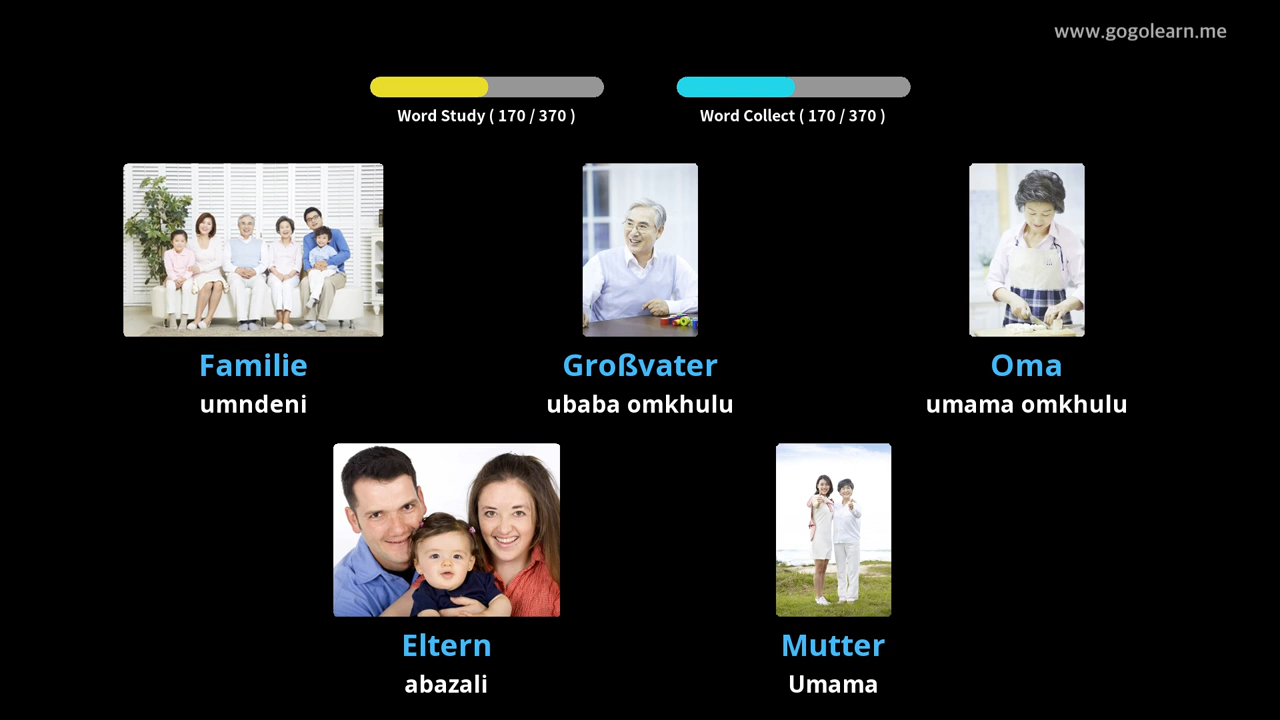 www.gogolearn.me
Word Study ( 170 / 370 )
Word Collect ( 170 / 370 )
Familie
umndeni
Großvater
ubaba omkhulu
Oma
umama omkhulu
Eltern
abazali
Mutter
Umama